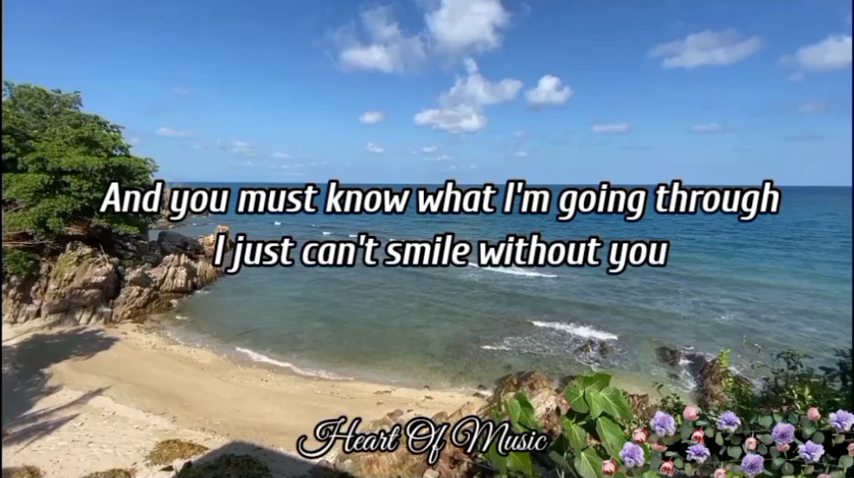 And you must know what I'm going through
I just can't smile without you
Heart Of Music